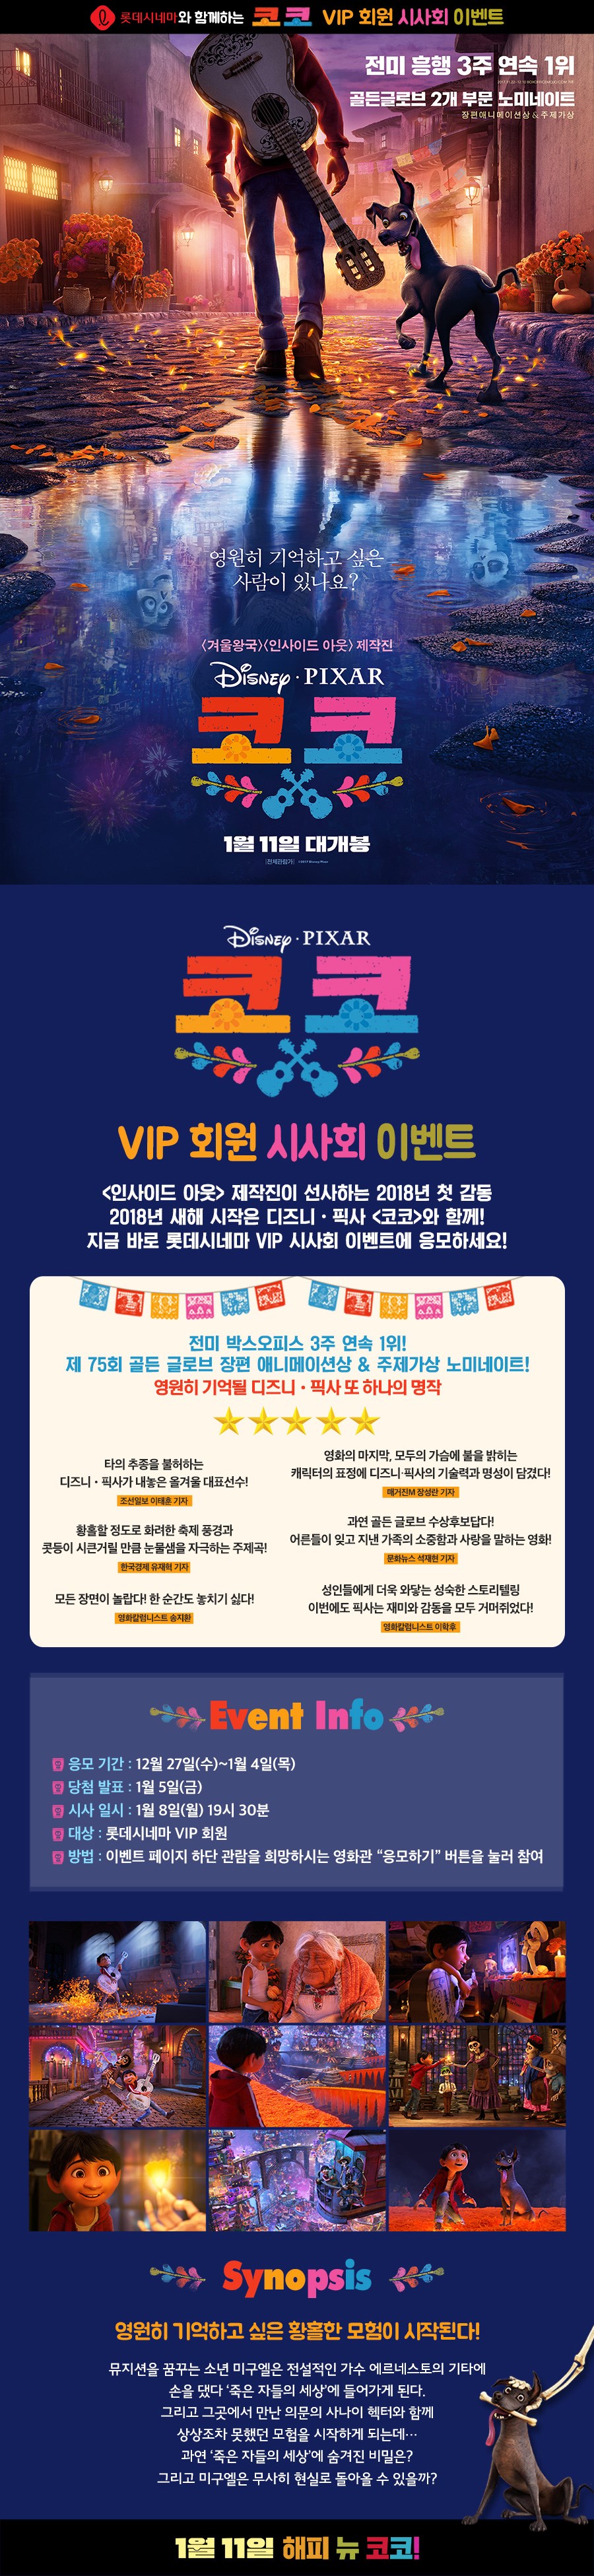 롯데시네마와 함께하는 코코 VIP 회원 시사회 이벤트
전미 흥행 3주 연속 1위
골든글로브 2개 부문 노미네이트
장편애니메이션상 & 주제가상
영원히 기억하고 싶은
사람이 있나요?
<겨울왕국><인사이드 아웃> 제작진
Disney · PIXAR
코코
1월 11일 대개봉
전체관람가 ©2017 Disney/Pixar
Disney · PIXAR
코코
VIP 회원 시사회 이벤트
<인사이드 아웃> 제작진이 선사하는 2018년 첫 감동
2018년 새해 시작은 디즈니·픽사 <코코>와 함께!
지금 바로 롯데시네마 VIP 시사회 이벤트에 응모하세요!
전미 박스오피스 3주 연속 1위!
제 75회 골든 글로브 장편 애니메이션상 & 주제가상 노미네이트!
영원히 기억될 디즈니·픽사 또 하나의 명작
타의 추종을 불허하는
디즈니·픽사가 내놓은 올겨울 대표선수!
조선일보 이태훈 기자
영화의 마지막, 모두의 가슴에 불을 밝히는
캐릭터의 표정에 디즈니·픽사의 기술력과 명성이 담겼다!
매거진M 장성란 기자
황홀할 정도로 화려한 축제 풍경과
콧등이 시큰거릴 만큼 눈물샘을 자극하는 주제곡!
한국경제 유재혁 기자
과연 골든 글로브 수상후보답다!
어른들이 잊고 지낸 가족의 소중함과 사랑을 말하는 영화!
문화뉴스 석재현 기자
모든 장면이 놀랍다! 한 순간도 놓치기 싫다!
영화칼럼니스트 송지환
성인들에게 더욱 와닿는 성숙한 스토리텔링
이번에도 픽사는 재미와 감동을 모두 거머쥐었다!
영화칼럼니스트 이학후
Event Info
응모 기간 : 12월 27일(수)~1월 4일(목)
당첨 발표 : 1월 5일(금)
시사 일시 : 1월 8일(월) 19시 30분
대상 : 롯데시네마 VIP 회원
방법 : 이벤트 페이지 하단 관람을 희망하시는 영화관 “응모하기” 버튼을 눌러 참여
Synopsis
영원히 기억하고 싶은 황홀한 모험이 시작된다!
뮤지션을 꿈꾸는 소년 미구엘은 전설적인 가수 에르네스토의 기타에
손을 댔다 ‘죽은 자들의 세상’에 들어가게 된다.
그리고 그곳에서 만난 의문의 사나이 헥터와 함께
상상조차 못했던 모험을 시작하게 되는데…
과연 ‘죽은 자들의 세상’에 숨겨진 비밀은?
그리고 미구엘은 무사히 현실로 돌아올 수 있을까?
1월 11일 해피 뉴 코코!